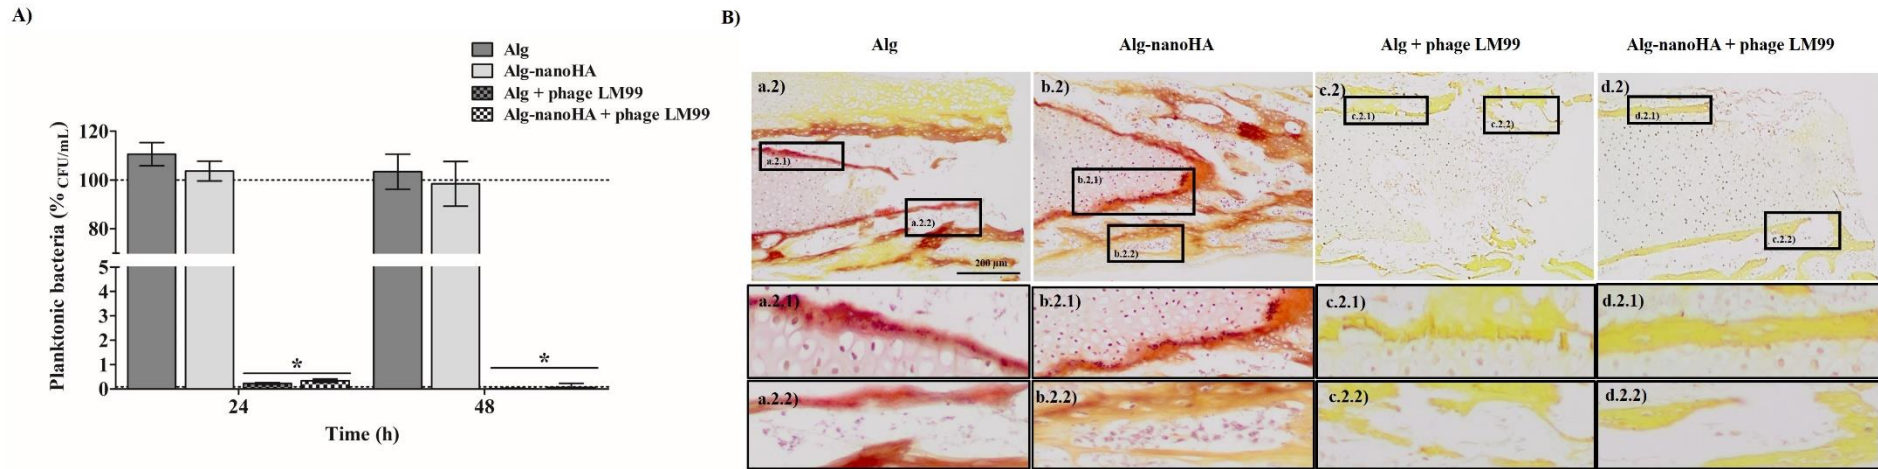 A)
Alg
Alg-nanoHA
Alg + phage LM99
Alg-nanoHA + phage LM99
Planktonic bacteria (% CFU/mL)
120
100
80
5
4
3
2
1
0
*
*
24
48
Time (h)
B)
Alg
Alg-nanoHA
Alg + phage LM99
Alg-nanoHA + phage LM99
a.2)
b.2)
c.2)
d.2)
a.2.1)
a.2.2)
200 µm
b.2.1)
b.2.2)
c.2.1)
c.2.2)
d.2.1)
c.2.2)
a.2.1)
b.2.1)
c.2.1)
d.2.1)
a.2.2)
b.2.2)
c.2.2)
d.2.2)